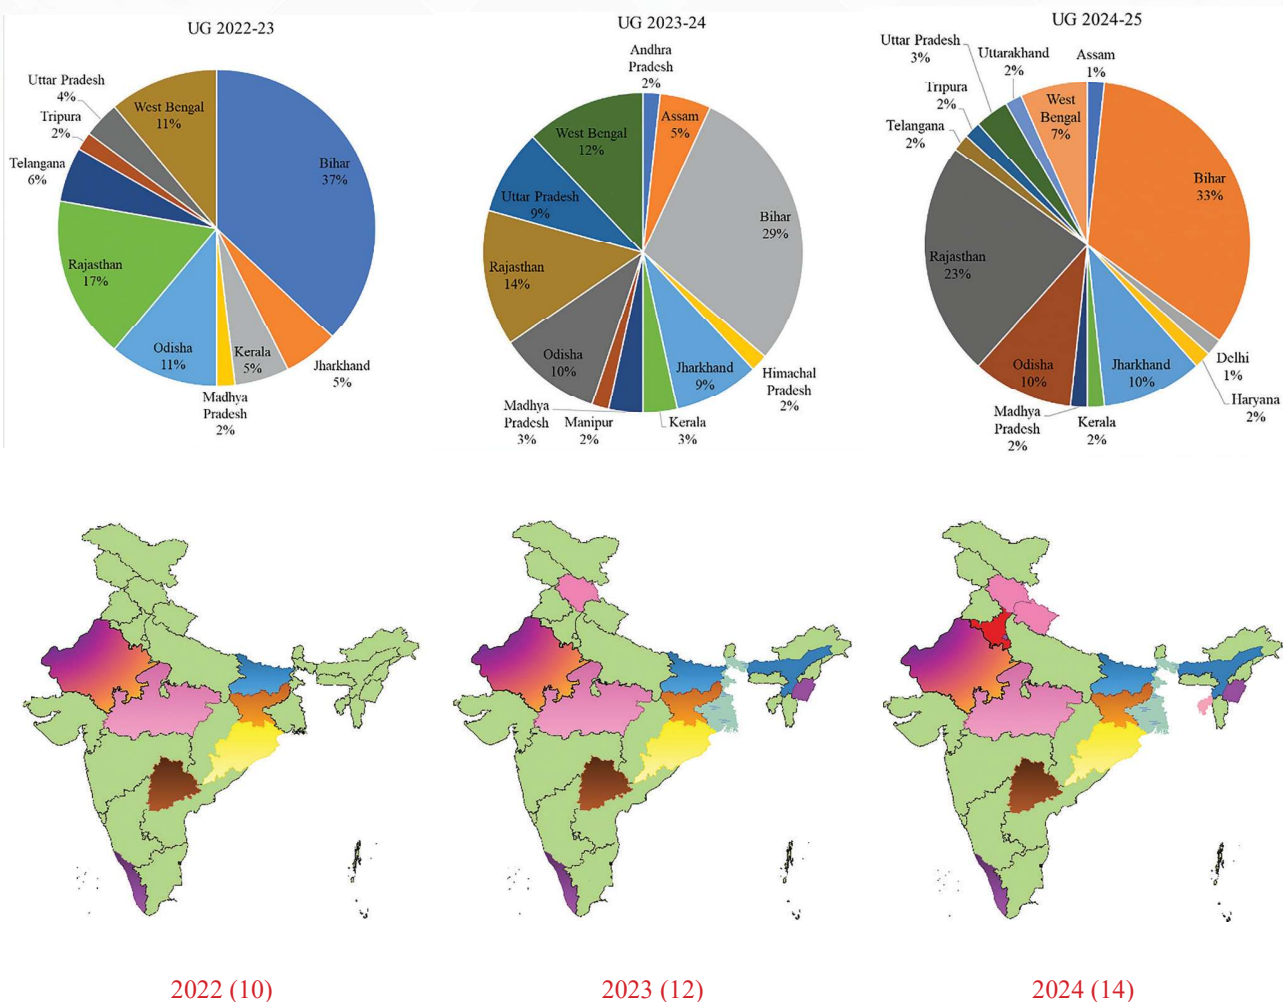 UG 2022-23
Uttar Pradesh
4%
Tripura
2%
Telangana
6%
West Bengal
11%
Bihar
37%
Rajasthan
17%
Odisha
11%
Madhya
Pradesh
2%
Kerala
5%
Jharkhand
5%
UG 2023-24
Andhra
Pradesh
2%
Assam
5%
West Bengal
12%
Uttar Pradesh
9%
Bihar
29%
Rajasthan
14%
Odisha
10%
Madhya
Pradesh
3%
Manipur
2%
Kerala
3%
Jharkhand
9%
Himachal
Pradesh
2%
UG 2024-25
Uttar Pradesh
3%
Uttarakhand
2%
Assam
1%
Tripura
2%
Telangana
2%
West
Bengal
7%
Bihar
33%
Rajasthan
23%
Odisha
10%
Madhya
Pradesh
2%
Kerala
2%
Jharkhand
10%
Haryana
2%
Delhi
1%
2022 (10)
2023 (12)
2024 (14)